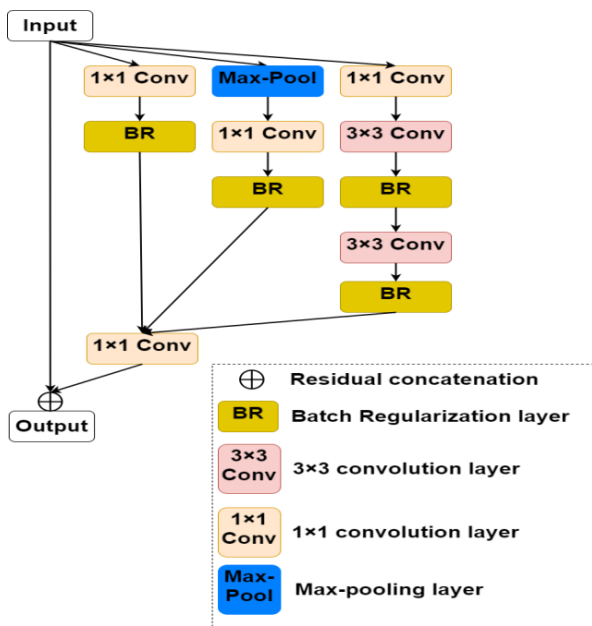 Input
1×1 Conv
Max-Pool
1×1 Conv
BR
1×1 Conv
3×3 Conv
BR
BR
3×3 Conv
BR
1×1 Conv
Output
Residual concatenation
BR
Batch Regularization layer
3×3
Conv
3×3 convolution layer
1×1
Conv
1×1 convolution layer
Max-
Pool
Max-pooling layer